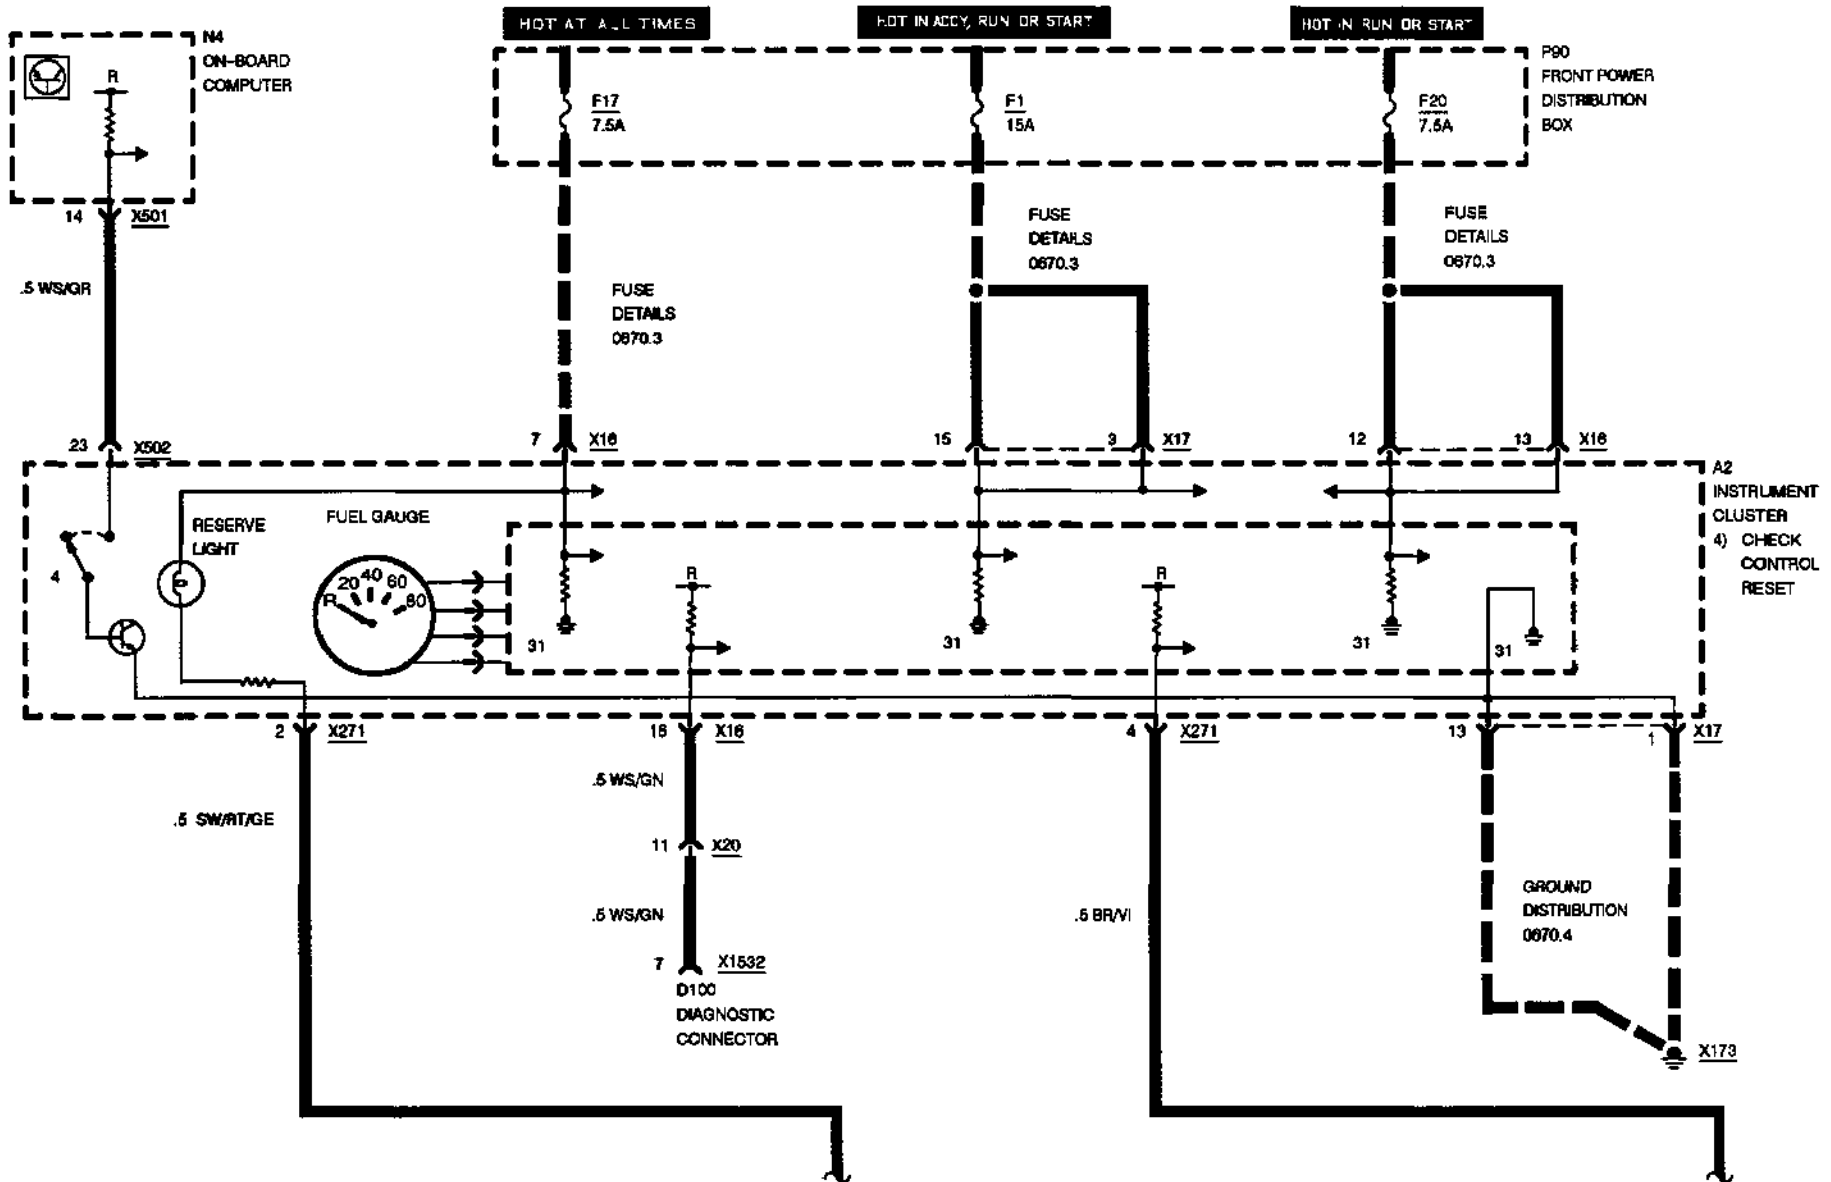 HOT AT ALL TIMES
HOT IN ACCY, RUN OR START
HOT IN RUN OR START
N4
ON-BOARD
COMPUTER
R
P90
FRONT POWER
DISTRIBUTION
BOX
F17
7.5A
F1
15A
F20
7.5A
14
X501
.5 WS/GR
FUSE
DETAILS
0670.3
FUSE
DETAILS
0670.3
FUSE
DETAILS
0670.3
23
X502
7
X16
15
3
X17
12
13
X16
A2
INSTRUMENT
CLUSTER
4) CHECK
CONTROL
RESET
RESERVE
LIGHT
FUEL GAUGE
4
R
20
40
60
80
R
R
31
31
31
31
2
X271
16
X16
4
X271
13
1
X17
.5 WS/GN
.5 SW/RT/GE
11
X20
.5 WS/GN
.5 BR/VI
GROUND
DISTRIBUTION
0670.4
7
X1532
D100
DIAGNOSTIC
CONNECTOR
X173